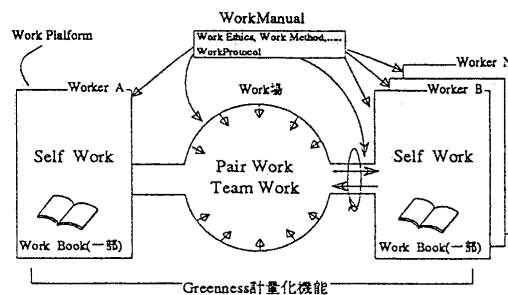 WorkManual
Work Plalform
Work Ethics, Work Method,.....
WorkProtocol
Worker N
Worker A
Work場
Worker B
Self Work
Pair Work
Team Work
Self Work
Work Book(一部)
Work Book(一部)
Greenness計量化機能